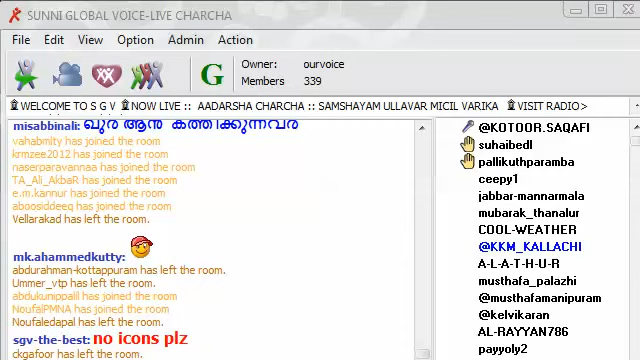 SUNNI GLOBAL VOICE-LIVE CHARCHA
File Edit View Option Admin Action
G
Owner: ourvoice
Members 339
WELCOME TO S G V NOW LIVE :: AADARSHA CHARCHA :: SAMSHAYAM ULLAVAR MICIL VARIKA VISIT RADIO>
misabbinali: ഖുര്‍ ആന്‍ കത്തിക്കുന്നവര്‍
vahabmlty has joined the room
krmzee2012 has joined the room
naserparavannaa has joined the room
TA_Ali_AkbaR has joined the room
e.m.kannur has joined the room
aboosiddeeq has joined the room
Vellarakad has left the room.
mk.ahammedkutty:
abdurahman-kottappuram has left the room.
Ummer_vtp has left the room.
abdukunippalil has joined the room
NoufalPMNA has joined the room
Noufaledapal has left the room.
sgv-the-best: no icons plz
ckgafoor has left the room.
@KOTOOR.SAQAFI
suhaibedl
pallikuthparamba
ceepy1
jabbar-mannarmala
mubarak_thanalur
COOL-WEATHER
@KKM_KALLACHI
A-L-A-T-H-U-R
musthafa_palazhi
@musthafamanipuram
@kelvikaran
AL-RAYYAN786
payyoly2